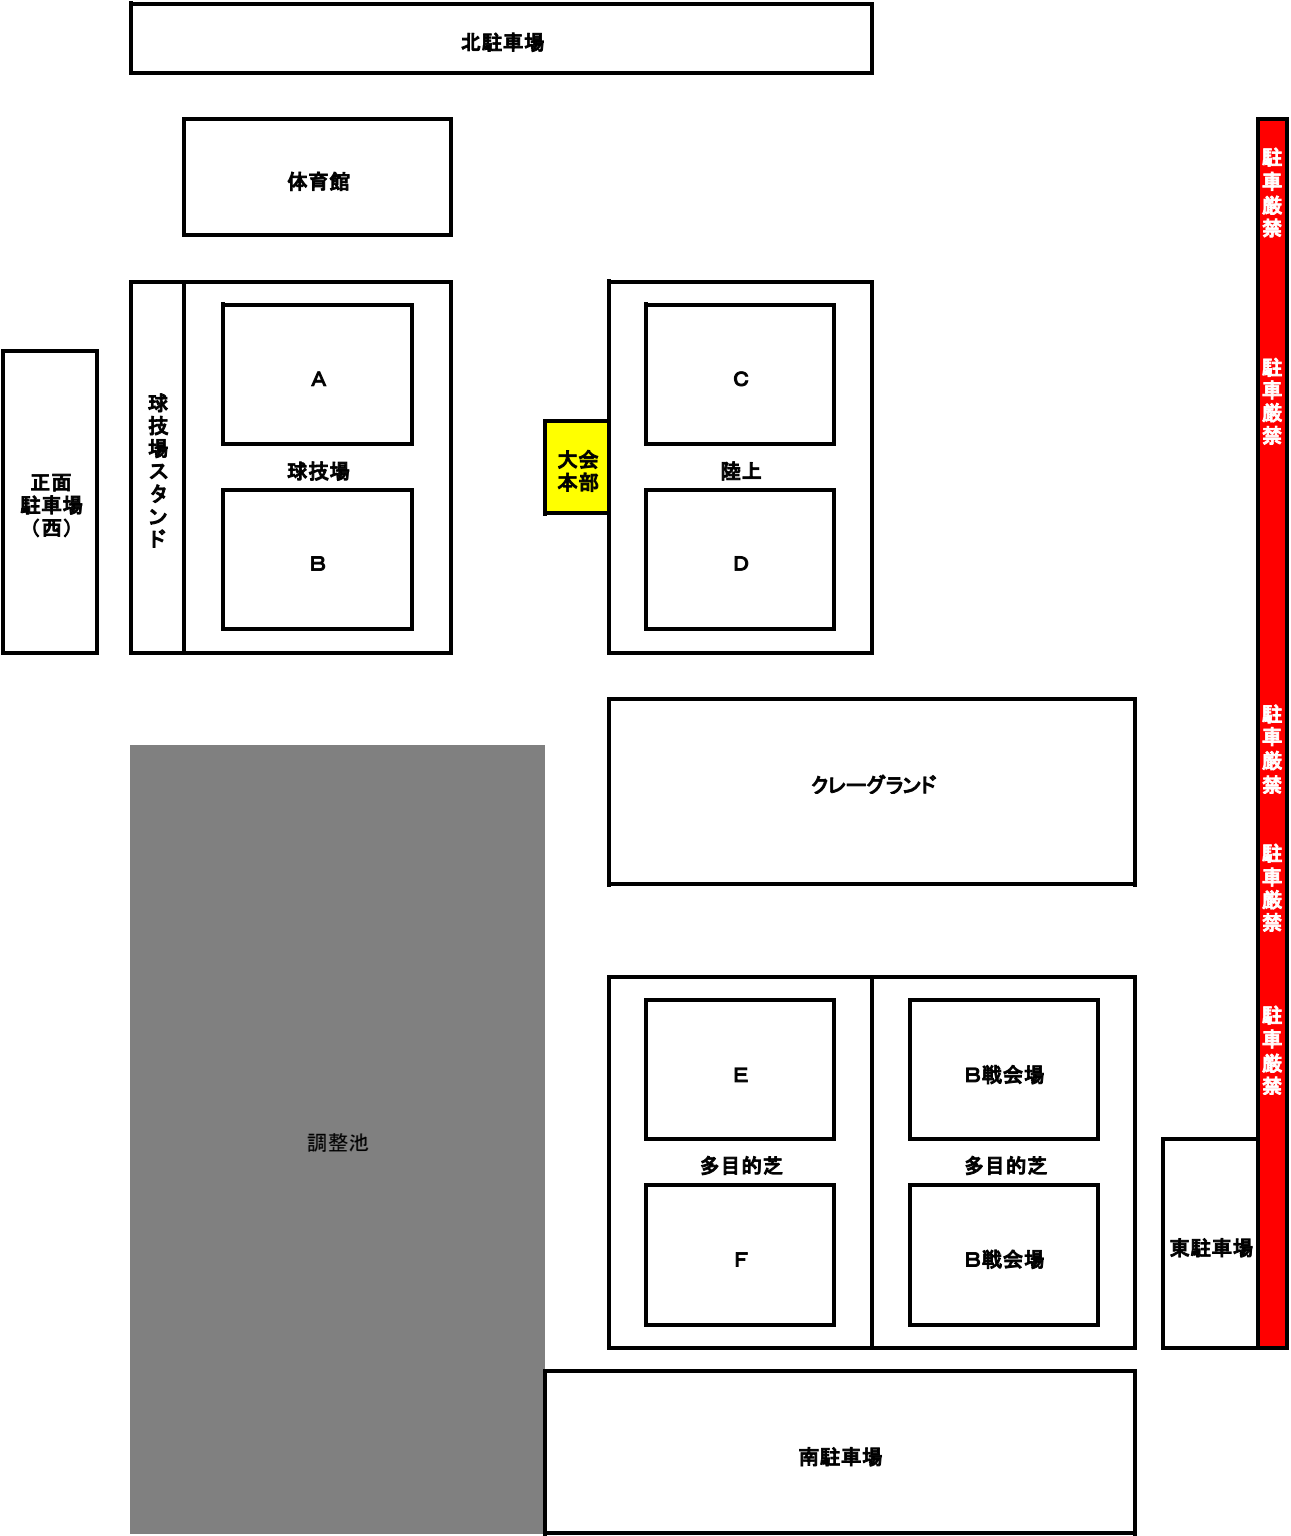 北駐車場
体育館
駐車厳禁
球技場スタンド
A
C
駐車厳禁
正面
駐車場
（西）
球技場
大会
本部
陸上
B
D
駐車厳禁
クレーグランド
駐車厳禁
E
B戦会場
駐車厳禁
調整池
多目的芝
多目的芝
F
B戦会場
東駐車場
南駐車場